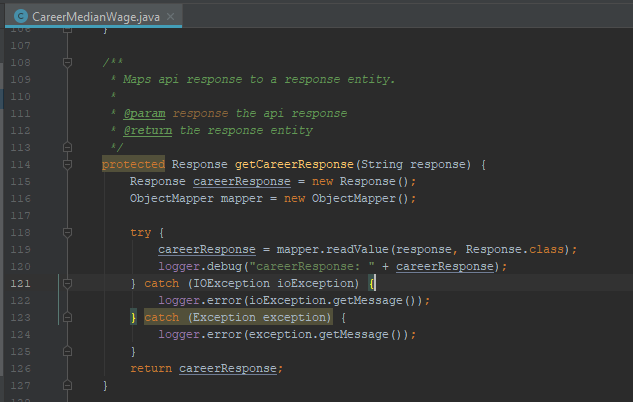 CareerMedianWage.java
106 }
107
108 /**
109 * Maps api response to a response entity.
110 *
111 * @param response the api response
112 * @return the response entity
113 */
114 protected Response getCareerResponse(String response) {
115 Response careerResponse = new Response();
116 ObjectMapper mapper = new ObjectMapper();
117
118 try {
119 careerResponse = mapper.readValue(response, Response.class);
120 logger.debug("careerResponse: " + careerResponse);
121 } catch (IOException ioException) {
122 logger.error(ioException.getMessage());
123 } catch (Exception exception) {
124 logger.error(exception.getMessage());
125 }
126 return careerResponse;
127 }